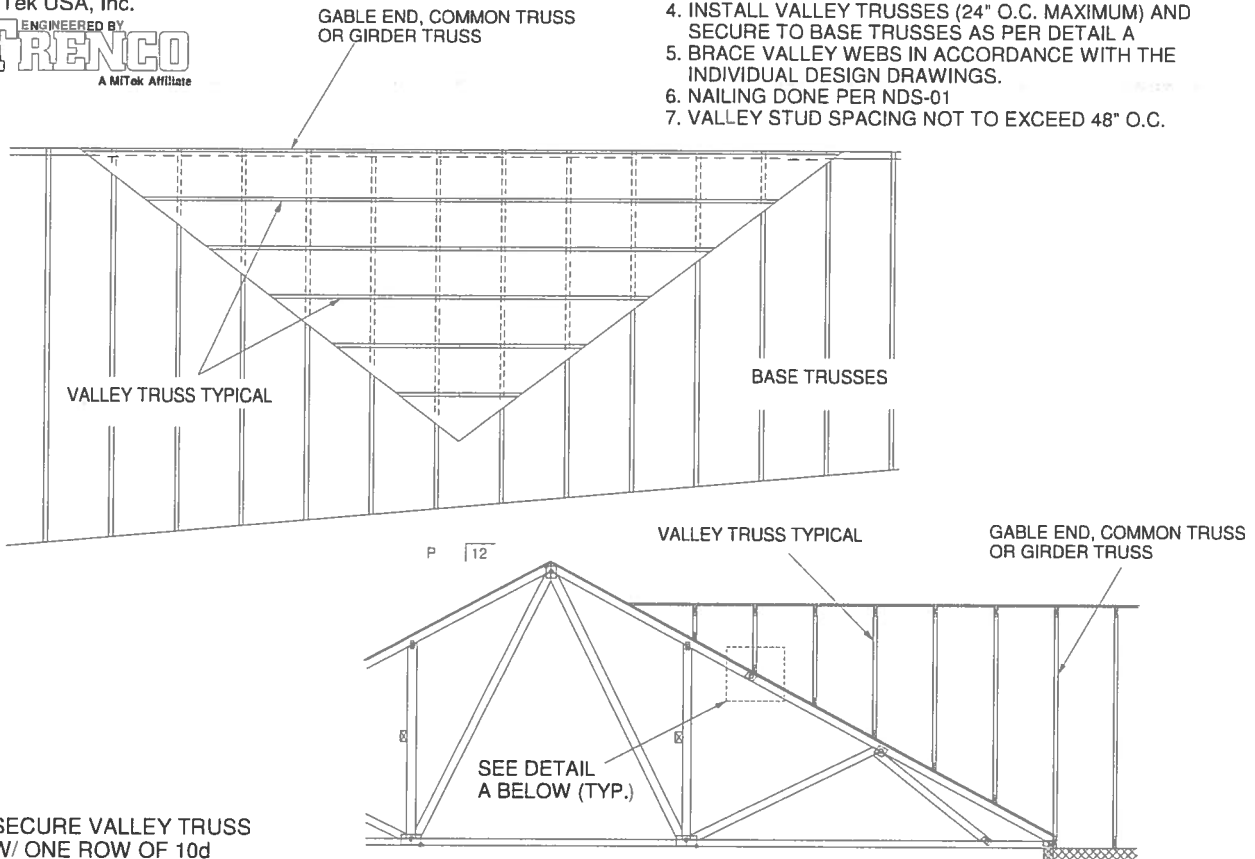 Tek USA, Inc.
ENGINEERED BY
TRENCO
A MiTek Affiliate
GABLE END, COMMON TRUSS
OR GIRDER TRUSS
4. INSTALL VALLEY TRUSSES (24" O.C. MAXIMUM) AND
SECURE TO BASE TRUSSES AS PER DETAIL A
5. BRACE VALLEY WEBS IN ACCORDANCE WITH THE
INDIVIDUAL DESIGN DRAWINGS.
6. NAILING DONE PER NDS-01
7. VALLEY STUD SPACING NOT TO EXCEED 48" O.C.
VALLEY TRUSS TYPICAL
BASE TRUSSES
P 12
VALLEY TRUSS TYPICAL
GABLE END, COMMON TRUSS
OR GIRDER TRUSS
SEE DETAIL
A BELOW (TYP.)
SECURE VALLEY TRUSS
W/ ONE ROW OF 10d